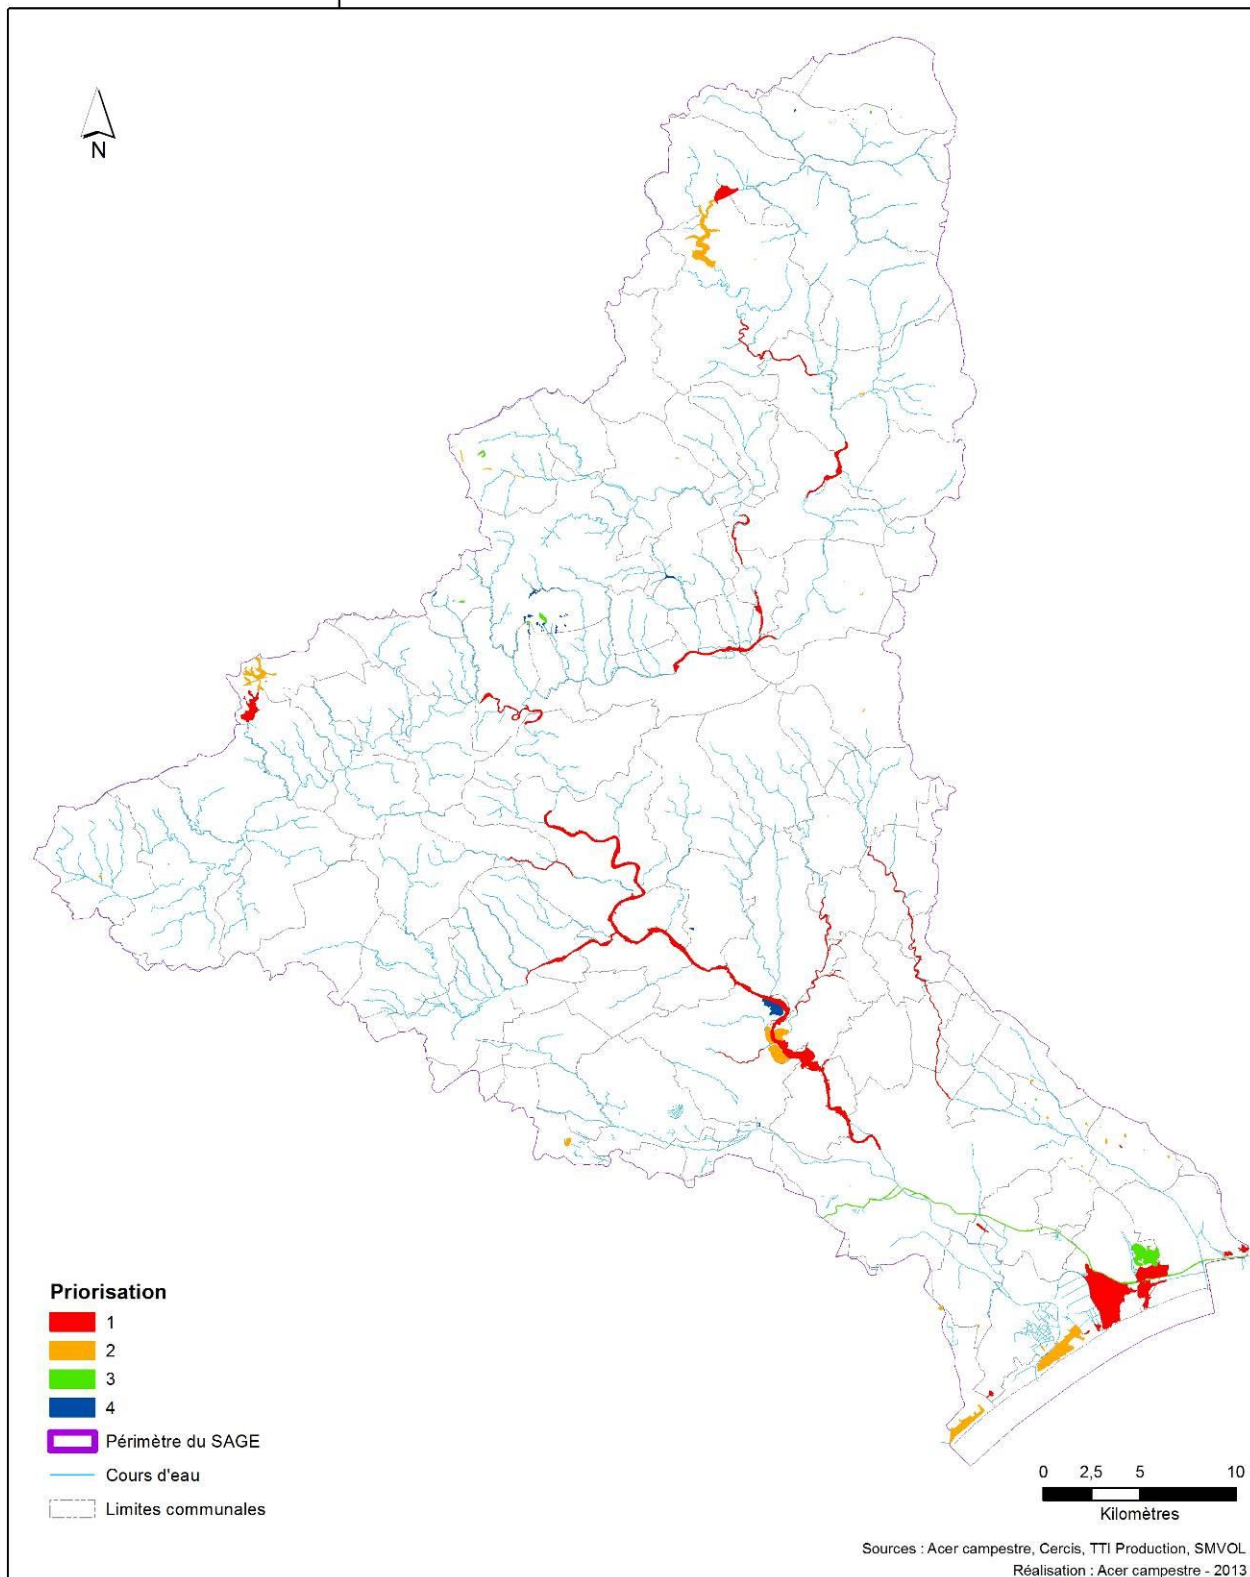 N
Priorisation
1
2
3
4
Périmètre du SAGE
Cours d'eau
Limites communales
0 2,5 5 10
Kilomètres
Sources : Acer campestre, Cercis, TTI Production, SMVOL
Réalisation : Acer campestre - 2013